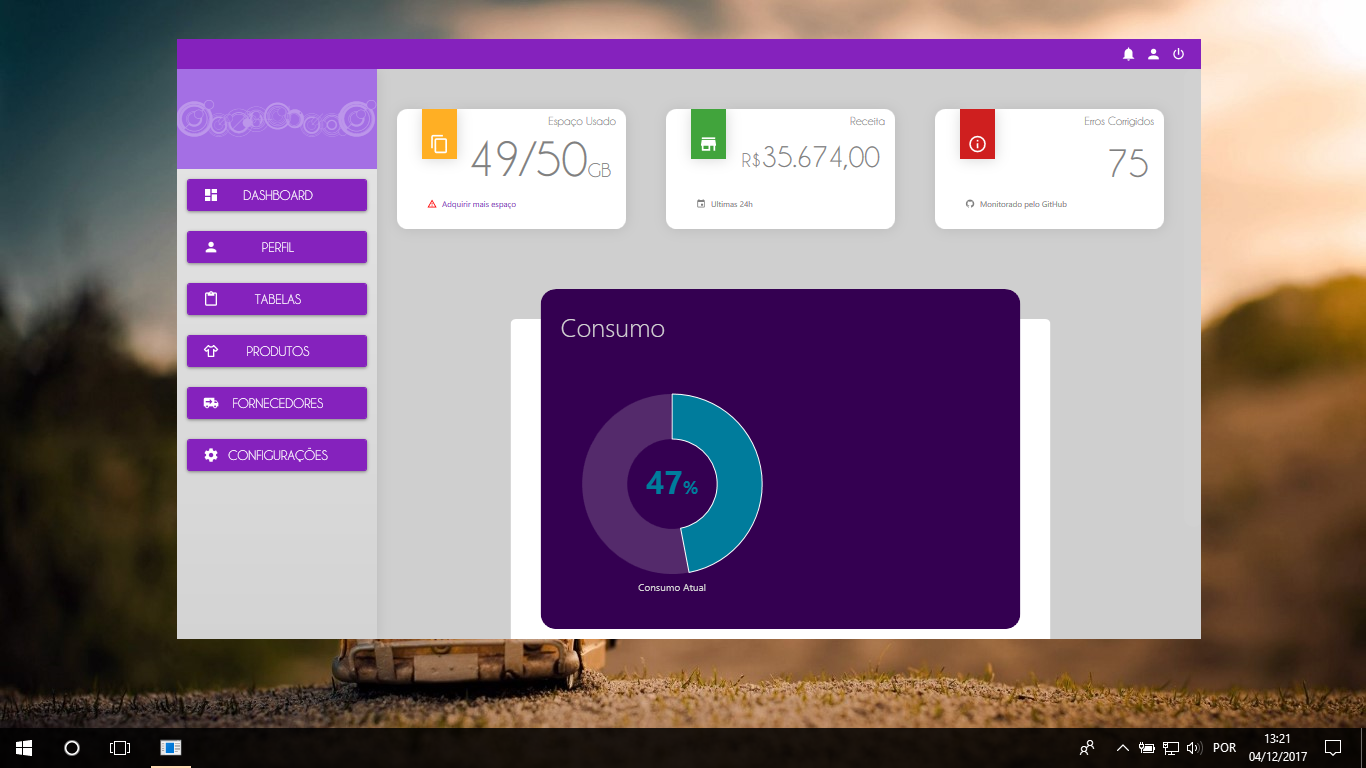 Espaço Usado
49/50GB
Adquirir mais espaço
Receita
R$35.674,00
Ultimas 24h
Erros Corrigidos
75
Monitorado pelo GitHub
DASHBOARD
PERFIL
TABELAS
PRODUTOS
FORNECEDORES
CONFIGURAÇÕES
Consumo
47%
Consumo Atual
POR
13:21
04/12/2017